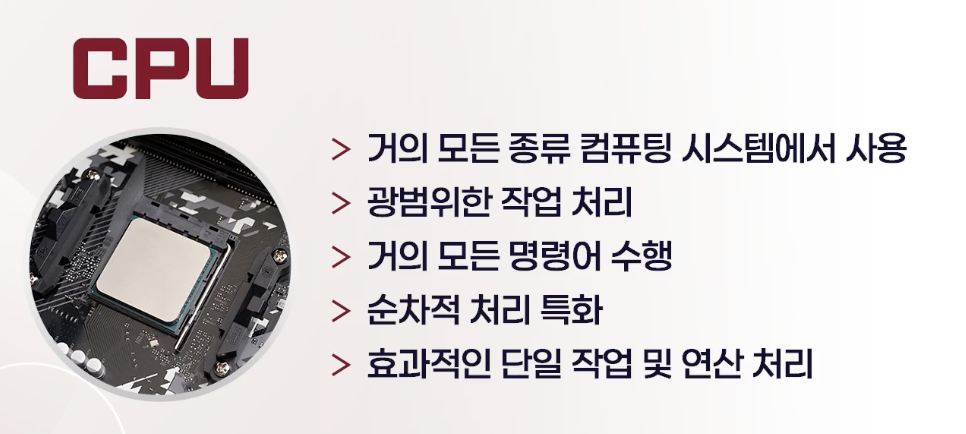 CPU
> 거의 모든 종류 컴퓨팅 시스템에서 사용
> 광범위한 작업 처리
> 거의 모든 명령어 수행
> 순차적 처리 특화
> 효과적인 단일 작업 및 연산 처리